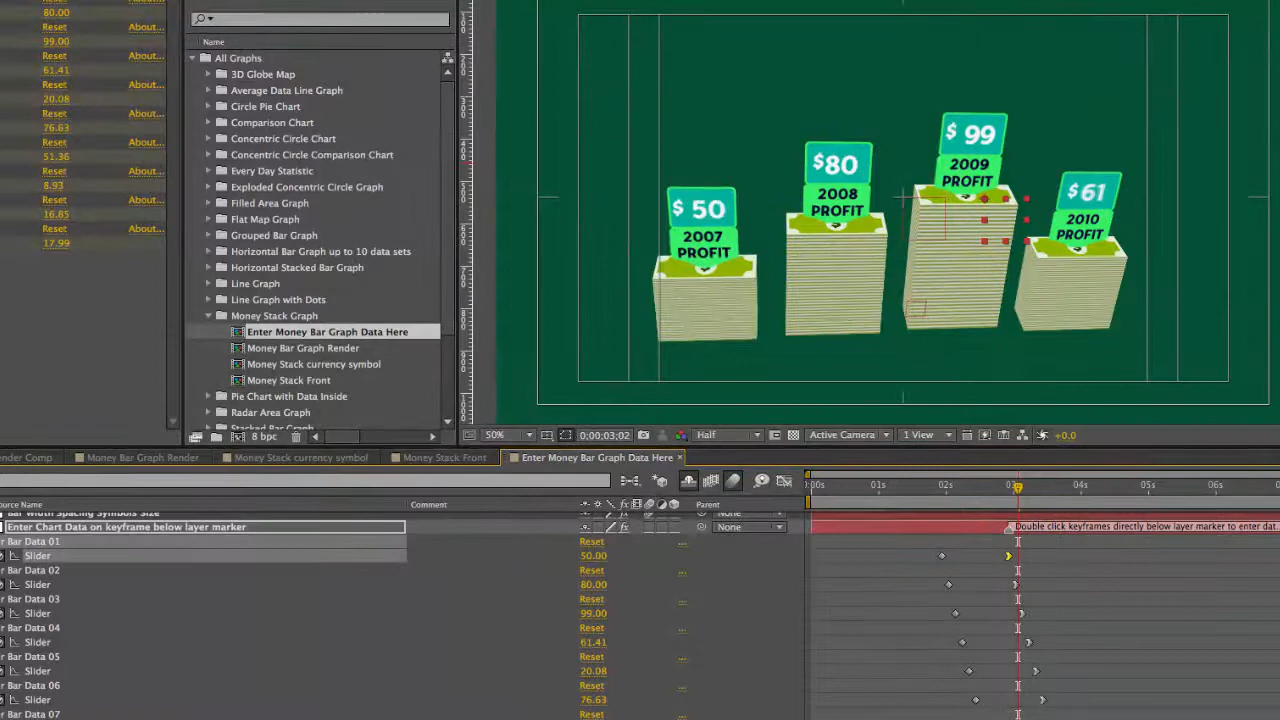 80.00
Reset About...
99.00
Reset About...
61.41
Reset About...
20.08
Reset About...
76.63
Reset About...
51.36
Reset About...
8.93
Reset About...
16.85
Reset About...
17.99
Name
All Graphs
3D Globe Map
Average Data Line Graph
Circle Pie Chart
Comparison Chart
Concentric Circle Chart
Concentric Circle Comparison Chart
Every Day Statistic
Exploded Concentric Circle Graph
Filled Area Graph
Flat Map Graph
Grouped Bar Graph
Horizontal Bar Graph up to 10 data sets
Horizontal Stacked Bar Graph
Line Graph
Line Graph with Dots
Money Stack Graph
Enter Money Bar Graph Data Here
Money Bar Graph Render
Money Stack currency symbol
Money Stack Front
Pie Chart with Data Inside
Radar Area Graph
Stacked Bar Graph
8 bpc
$ 50
2007
PROFIT
$80
2008
PROFIT
$ 99
2009
PROFIT
$ 61
2010
PROFIT
50% 0;00;03;02 Half Active Camera 1 View +0.0
ender Comp Money Bar Graph Render Money Stack currency symbol Money Stack Front Enter Money Bar Graph Data Here ×
0:00s 01s 02s 03s 04s 05s 06s
ource Name Comment Parent
Bar width Spacing Symbols Size None
Enter Chart Data on keyframe below layer marker None Double click keyframes directly below layer marker to enter dat.
r Bar Data 01 Reset ...
Slider 50.00
r Bar Data 02 Reset ...
Slider 80.00
r Bar Data 03 Reset ...
Slider 99.00
r Bar Data 04 Reset ...
Slider 61.41
r Bar Data 05 Reset ...
Slider 20.08
r Bar Data 06 Reset ...
Slider 76.63
r Bar Data 07 Reset ...